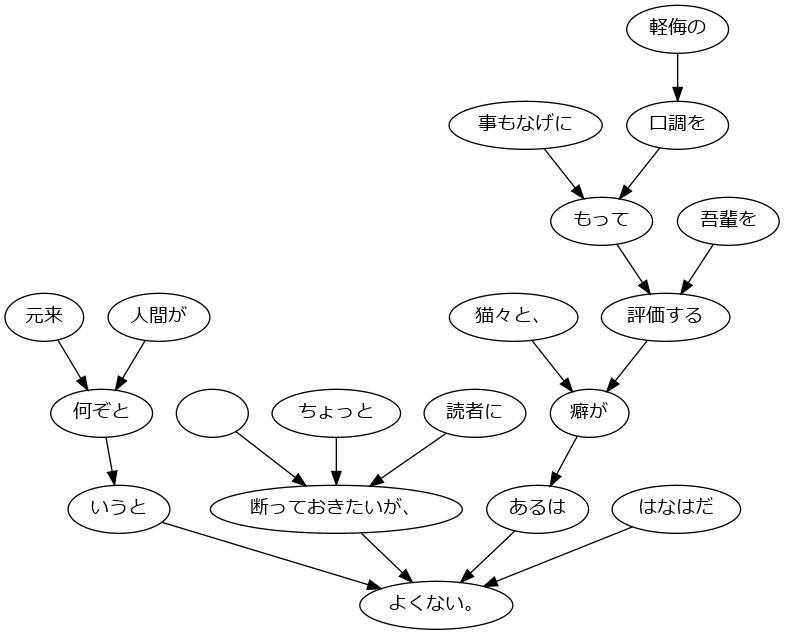 軽侮の
事もなげに
口調を
もって
吾輩を
元来
人間が
猫々と、
評価する
何ぞと
ちょっと
読者に
癖が
いうと
断っておきたいが、
あるは
はなはだ
よくない。